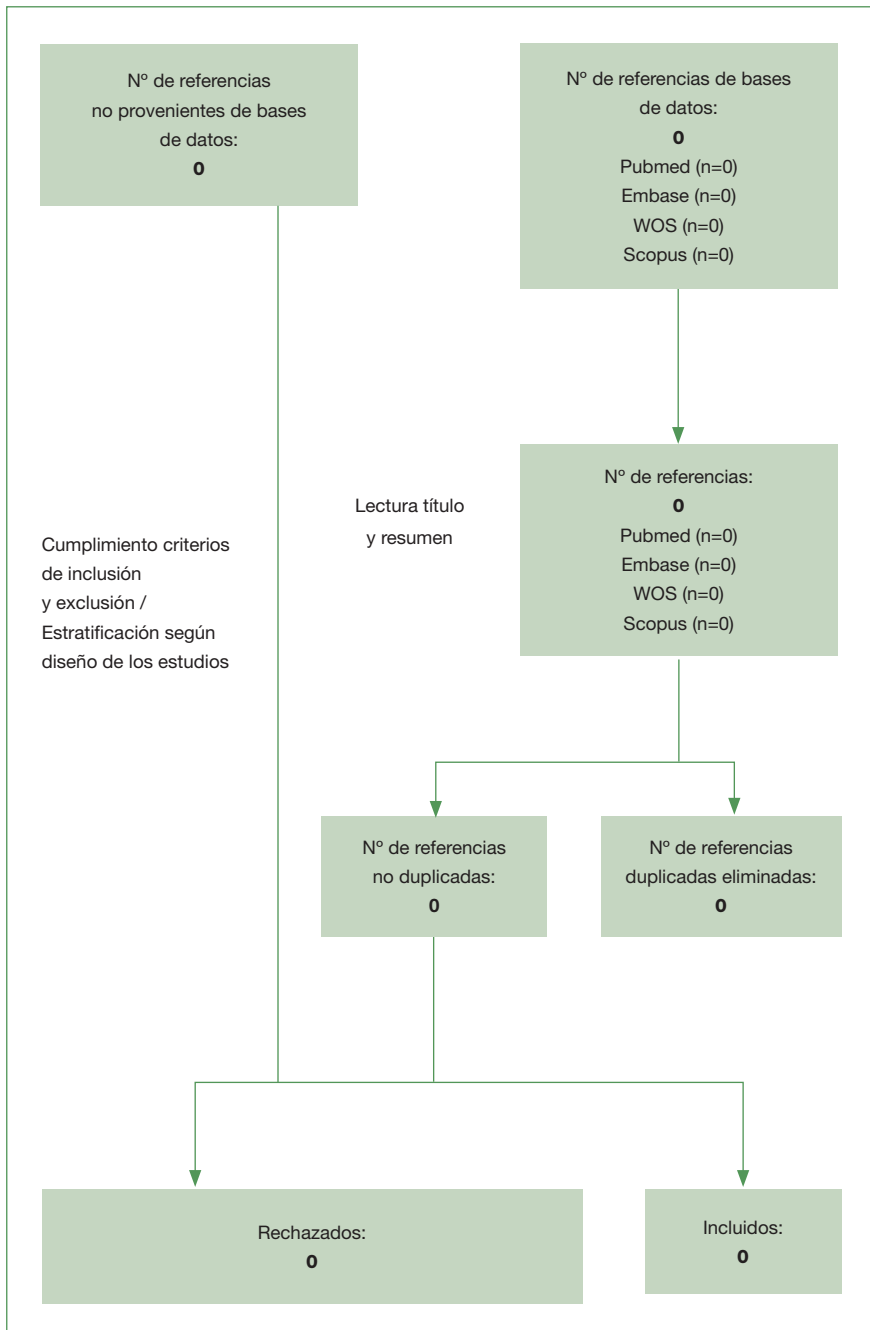 Nº de referencias
no provenientes de bases
de datos:
0
Nº de referencias de bases
de datos:
0
Pubmed (n=0)
Embase (n=0)
WOS (n=0)
Scopus (n=0)
Lectura título
y resumen
Nº de referencias:
0
Pubmed (n=0)
Embase (n=0)
WOS (n=0)
Scopus (n=0)
Cumplimiento criterios
de inclusión
y exclusión /
Estratificación según
diseño de los estudios
Nº de referencias
no duplicadas:
0
Nº de referencias
duplicadas eliminadas:
0
Rechazados:
0
Incluidos:
0